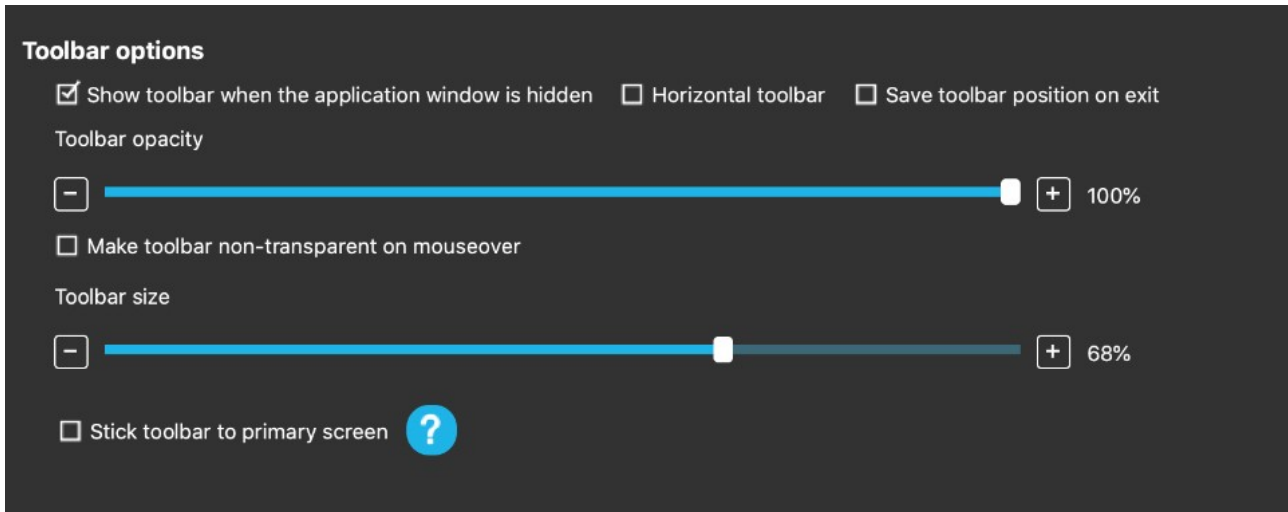 Toolbar options
Show toolbar when the application window is hidden Horizontal toolbar Save toolbar position on exit
Toolbar opacity
− + 100%
Make toolbar non-transparent on mouseover
Toolbar size
− + 68%
Stick toolbar to primary screen ?